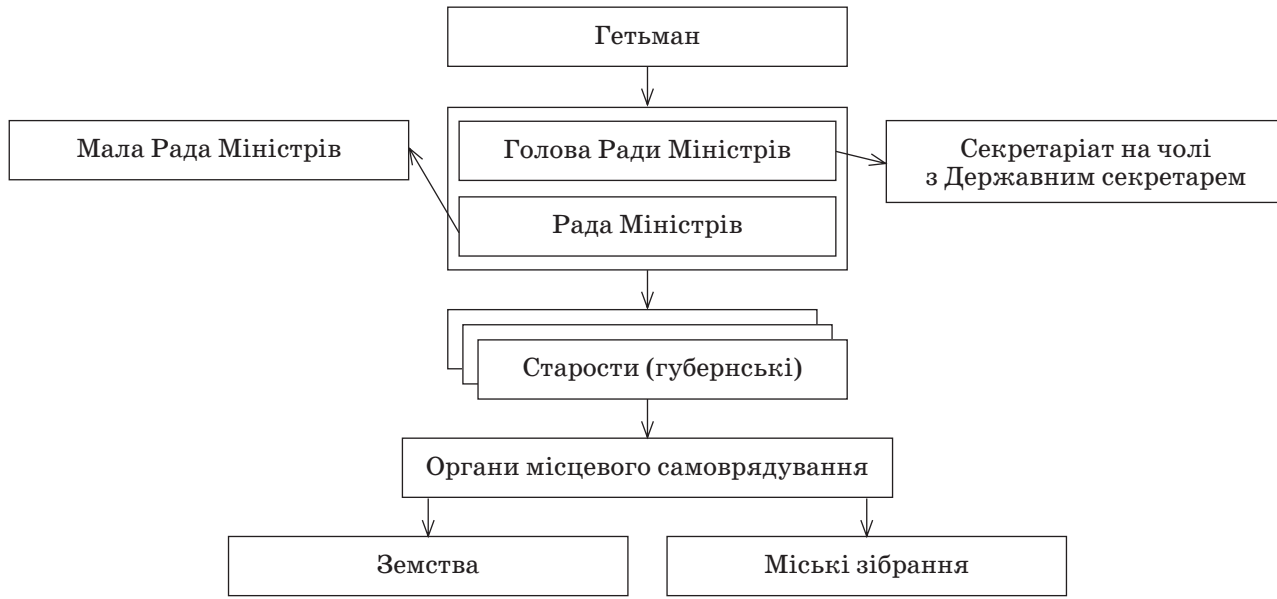 Гетьман
Мала Рада Міністрів
Голова Ради Міністрів
Секретаріат на чолі
з Державним секретарем
Рада Міністрів
Старости (губернські)
Органи місцевого самоврядування
Земства
Міські зібрання